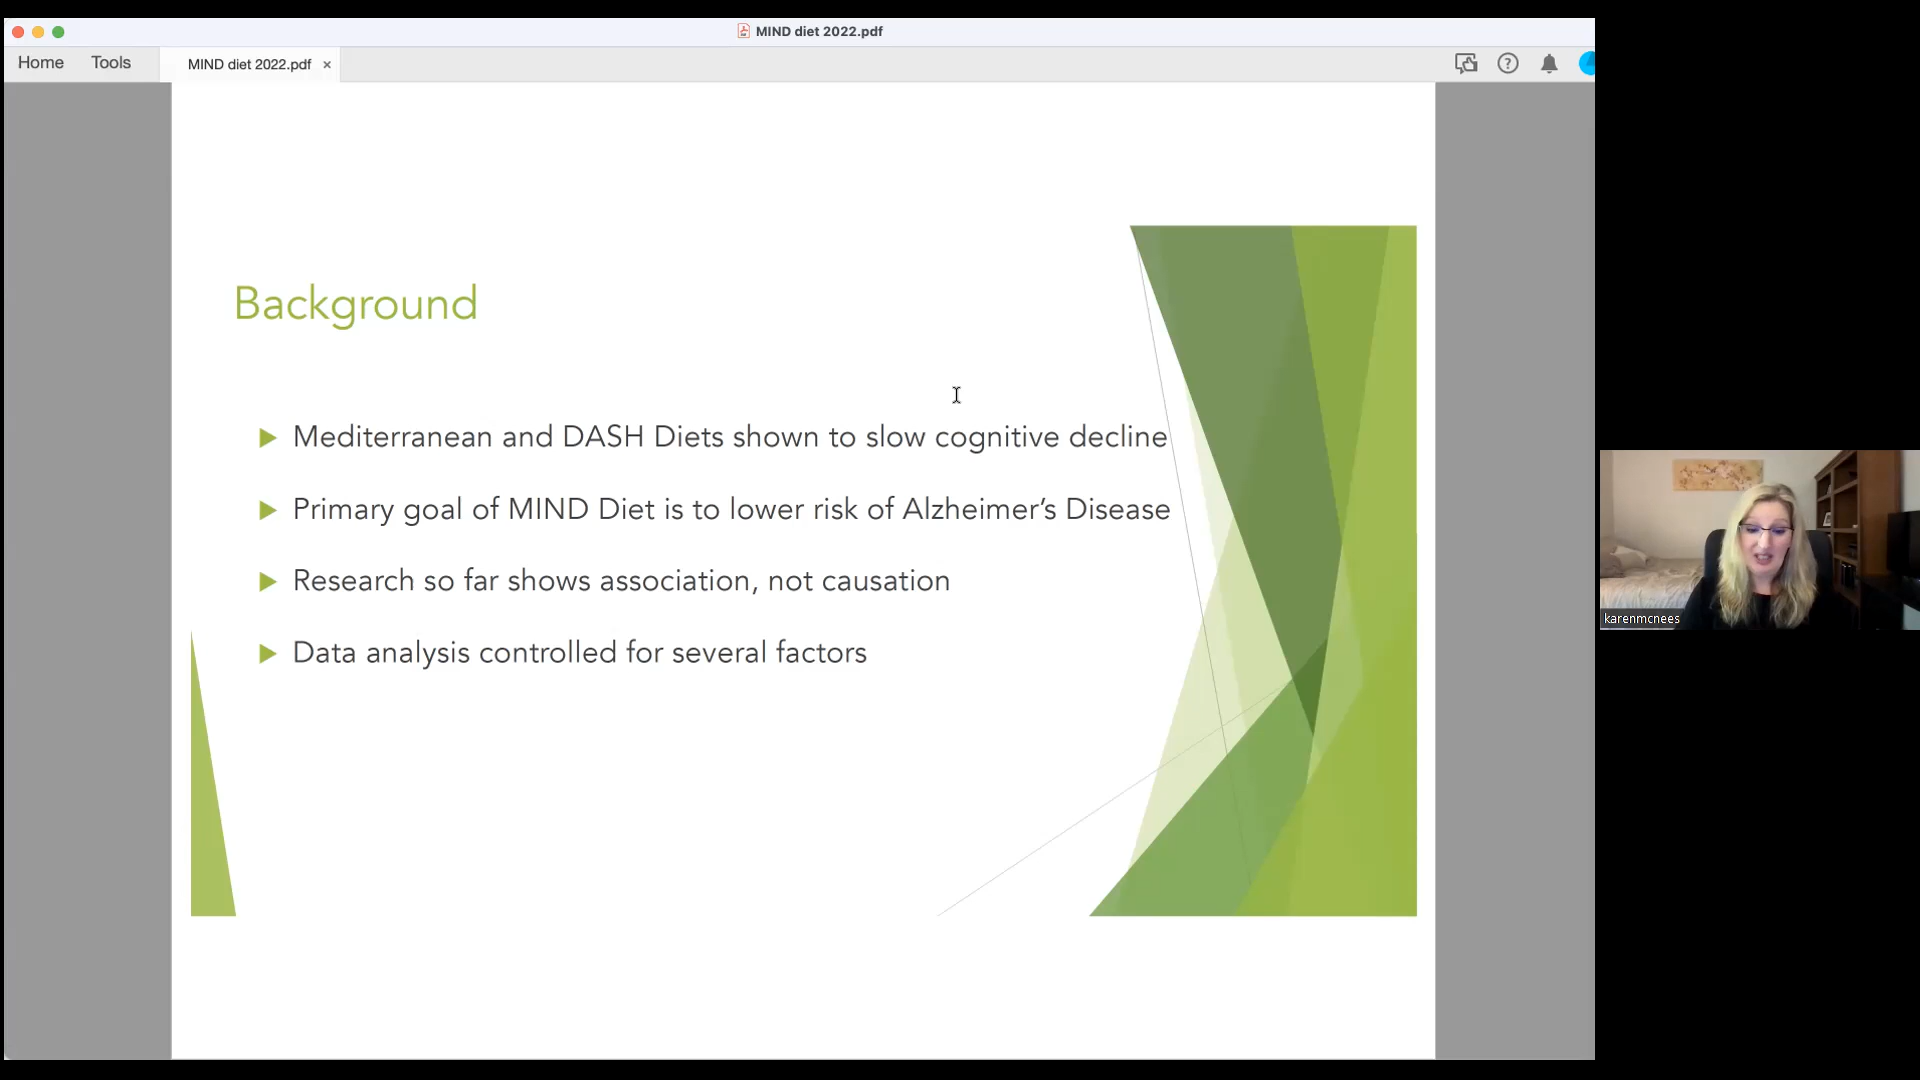 MIND diet 2022.pdf
Home Tools MIND diet 2022.pdf ×
Background
Mediterranean and DASH Diets shown to slow cognitive decline
Primary goal of MIND Diet is to lower risk of Alzheimer’s Disease
Research so far shows association, not causation
Data analysis controlled for several factors
karenmcnees